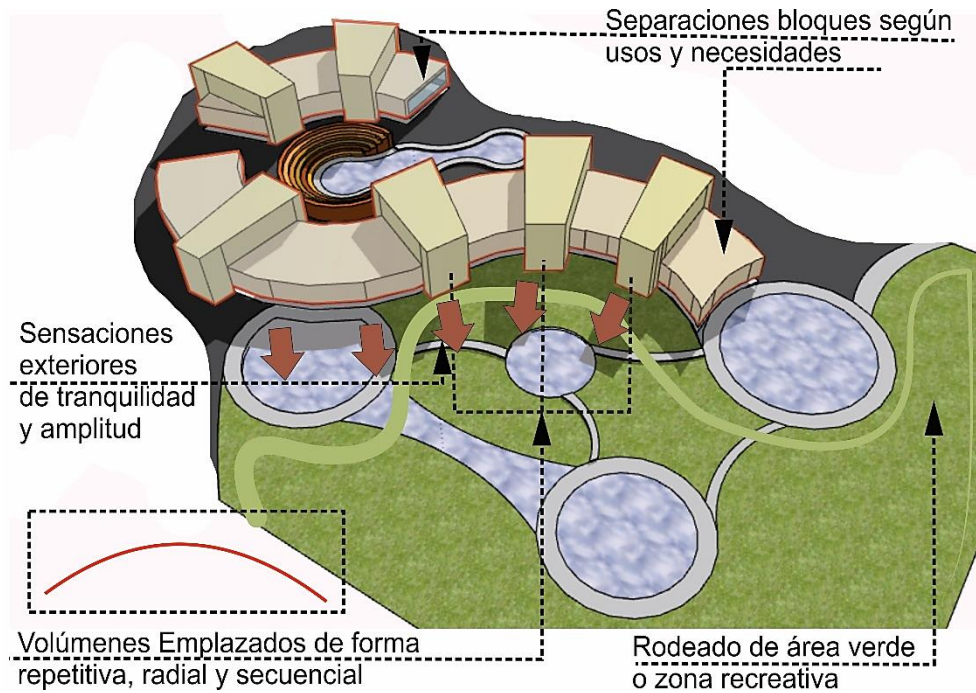 Separaciones bloques según
usos y necesidades
Sensaciones
exteriores
de tranquilidad
y amplitud
Volúmenes Emplazados de forma
repetitiva, radial y secuencial
Rodeado de área verde
o zona recreativa